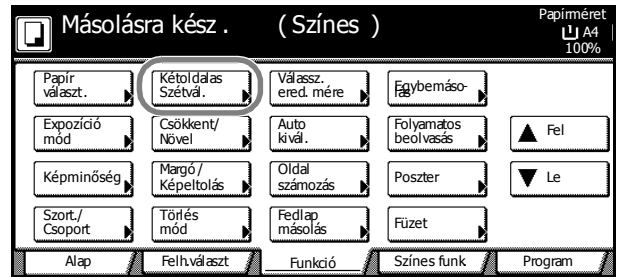 Másolásra kész . ( Színes )
Papírméret
1 A4
100%
Papír
választ.
Kétoldalas
Szétvál.
Válassz.
ered. mére
Egybemáso-
lás
Expozíció
mód
Csökkent/
Növel
Auto
kivál.
Folyamatos
beolvasás
Fel
Képminőség
Margó/
Képeltolás
Oldal
számozás
Poszter
Le
Szort./
Csoport
Törlés
mód
Fedlap
másolás
Füzet
Alap
Felh.választ
Funkció
Színes funk
Program